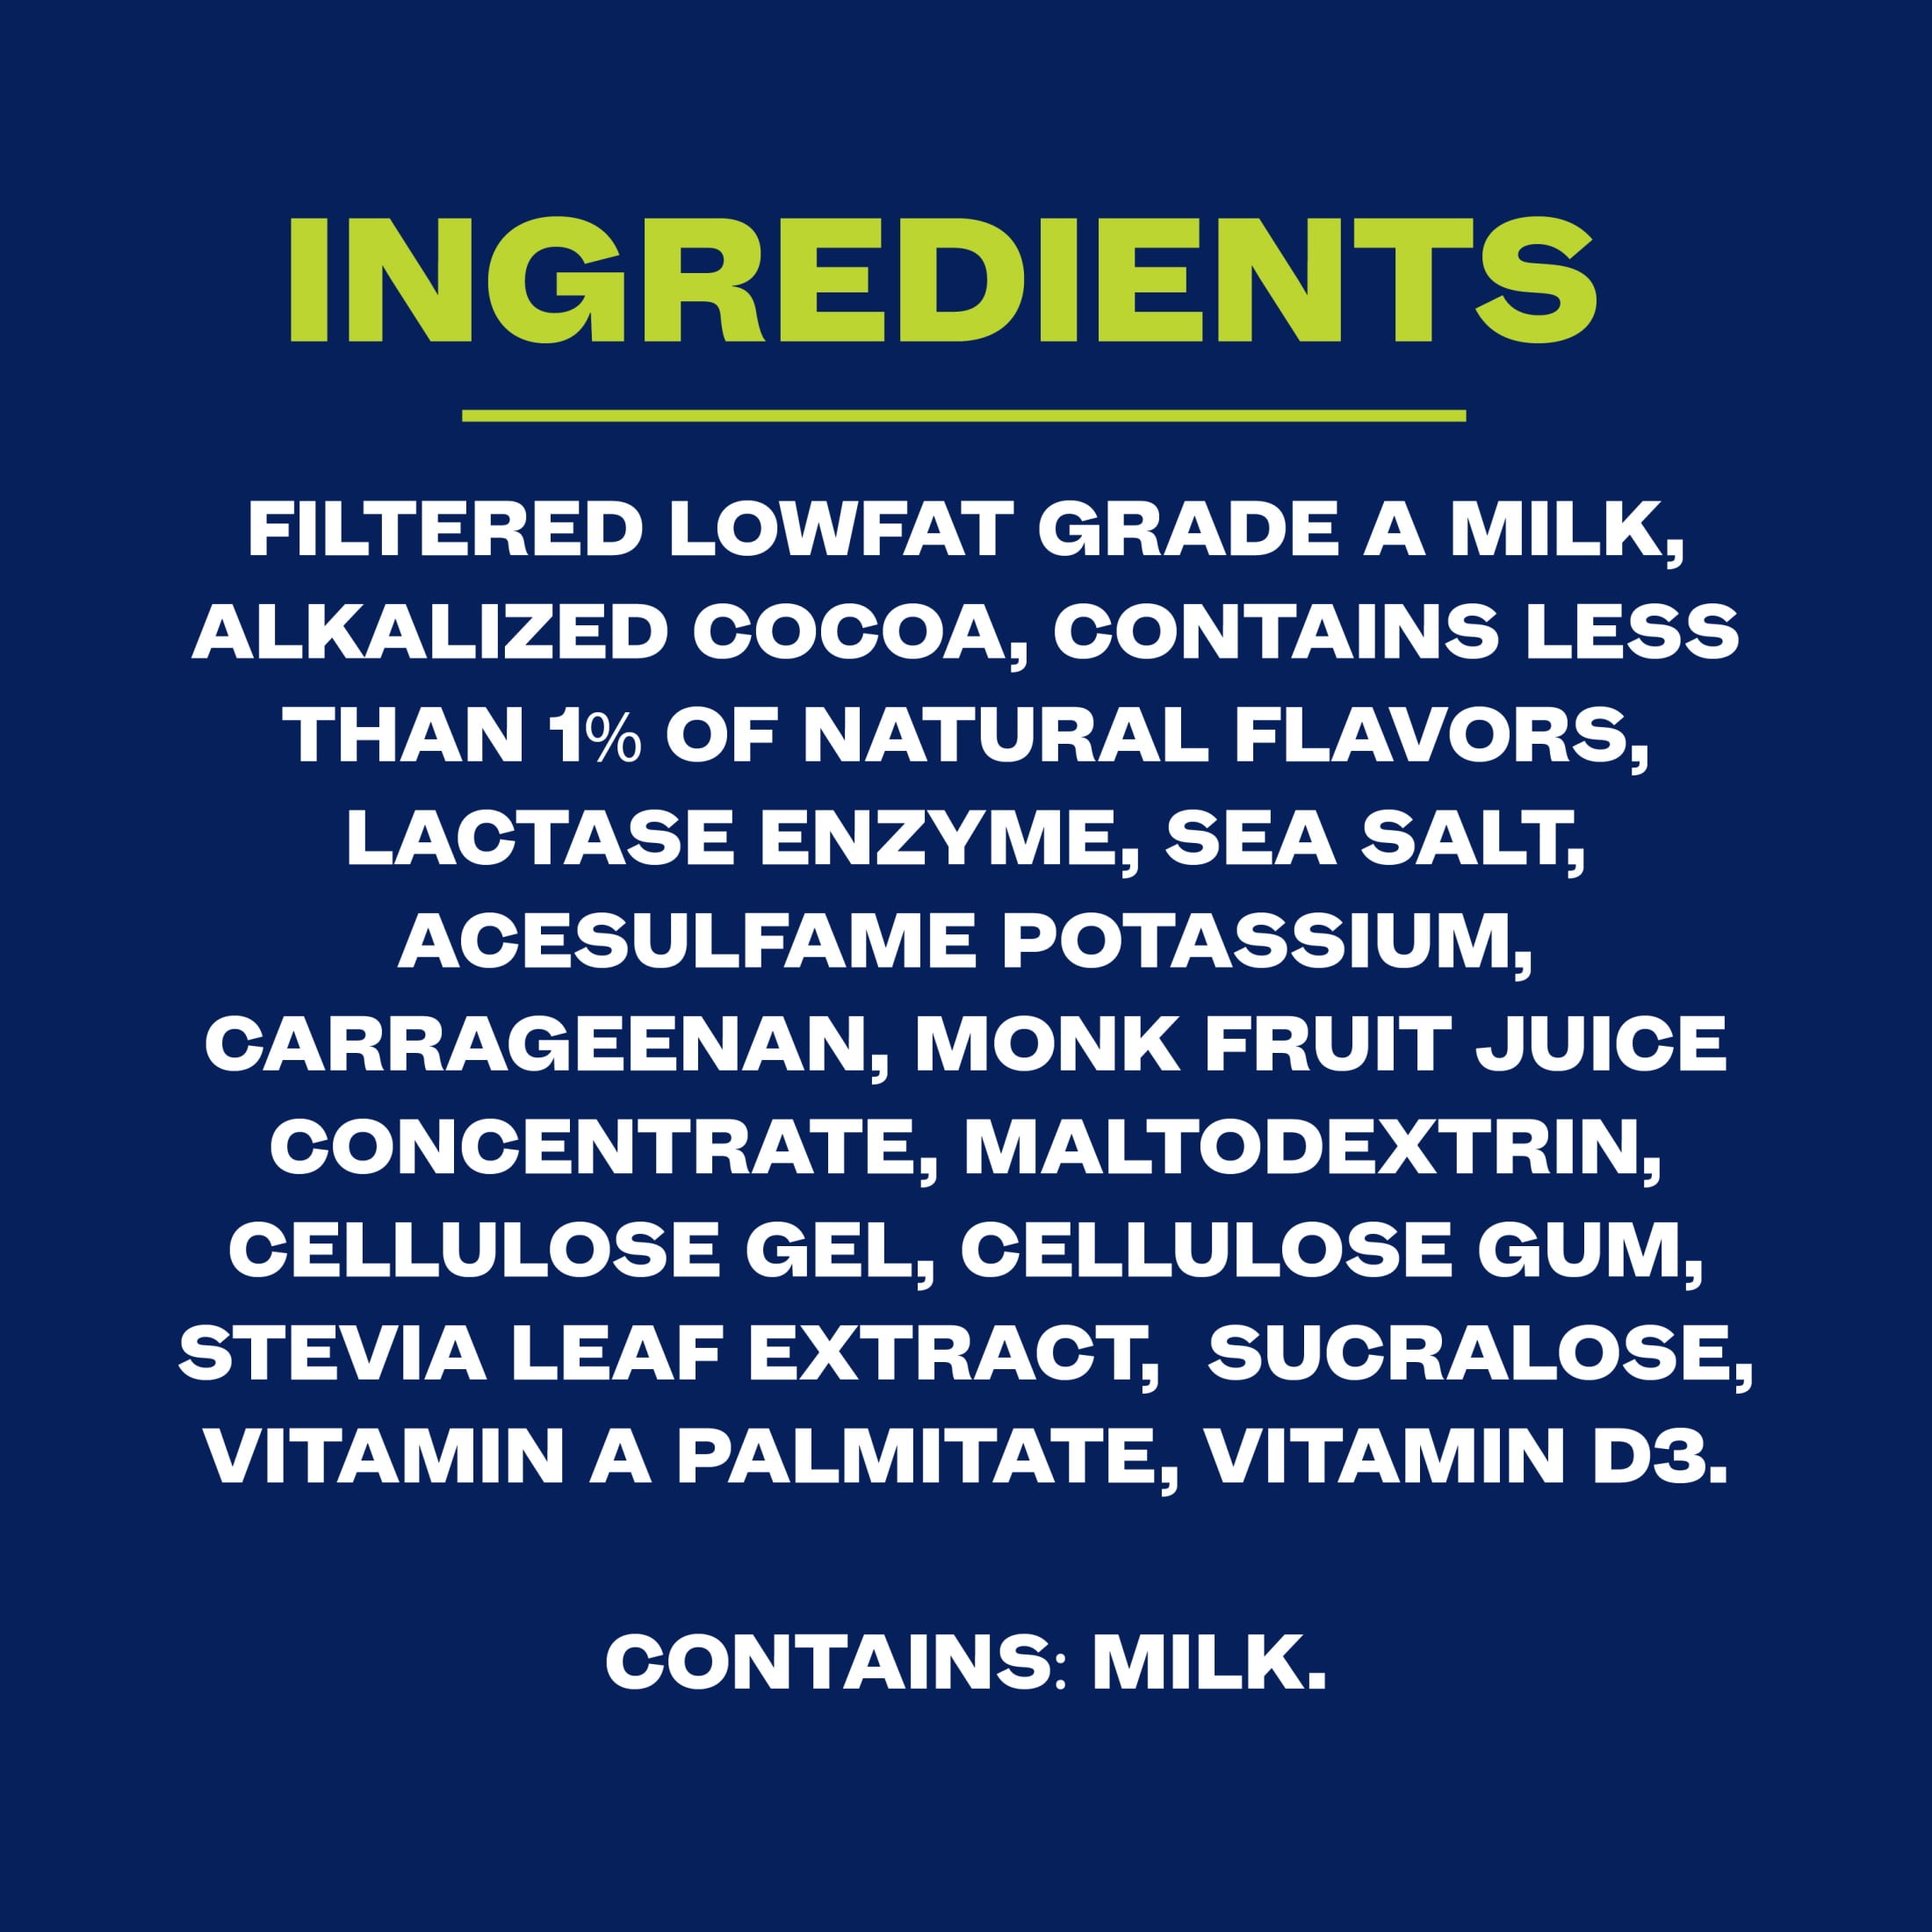 INGREDIENTS
FILTERED LOWFAT GRADE A MILK,
ALKALIZED COCOA, CONTAINS LESS
THAN 1% OF NATURAL FLAVORS,
LACTASE ENZYME, SEA SALT,
ACESULFAME POTASSIUM,
CARRAGEENAN, MONK FRUIT JUICE
CONCENTRATE, MALTODEXTRIN,
CELLULOSE GEL, CELLULOSE GUM,
STEVIA LEAF EXTRACT, SUCRALOSE,
VITAMIN A PALMITATE, VITAMIN D3.
CONTAINS: MILK.